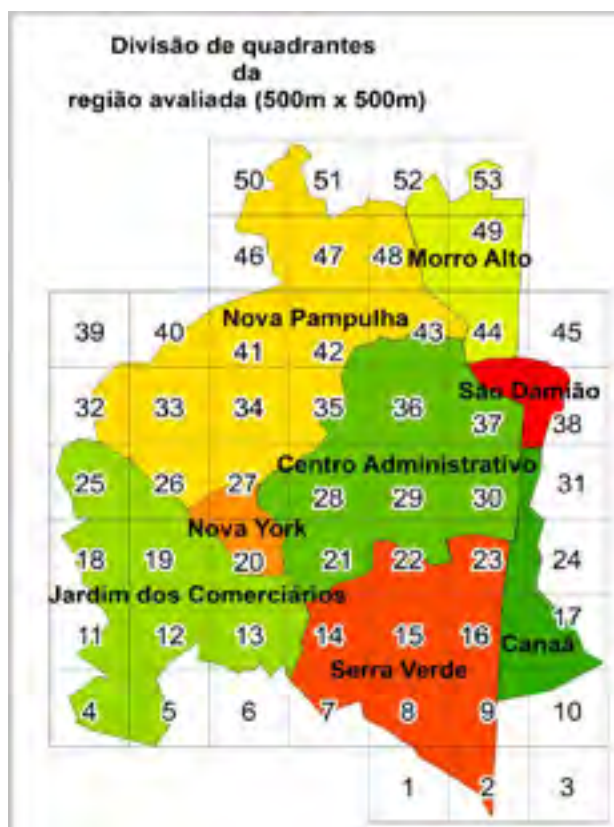 Divisão de quadrantes
da
região avaliada (500m x 500m)
50 51 52 53
49
46 47 48 Morro Alto
Nova Pampulha
39 40 41 42 43 44 45
São Damião
32 33 34 35 36 37 38
Centro Administrativo
25 26 27 28 29 30 31
Nova York
18 19 20 21 22 23 24
Jardim dos Comerciários
17
11 12 13 14 15 16
Canaã
Serra Verde
4 5 6 7 8 9 10
1 2 3